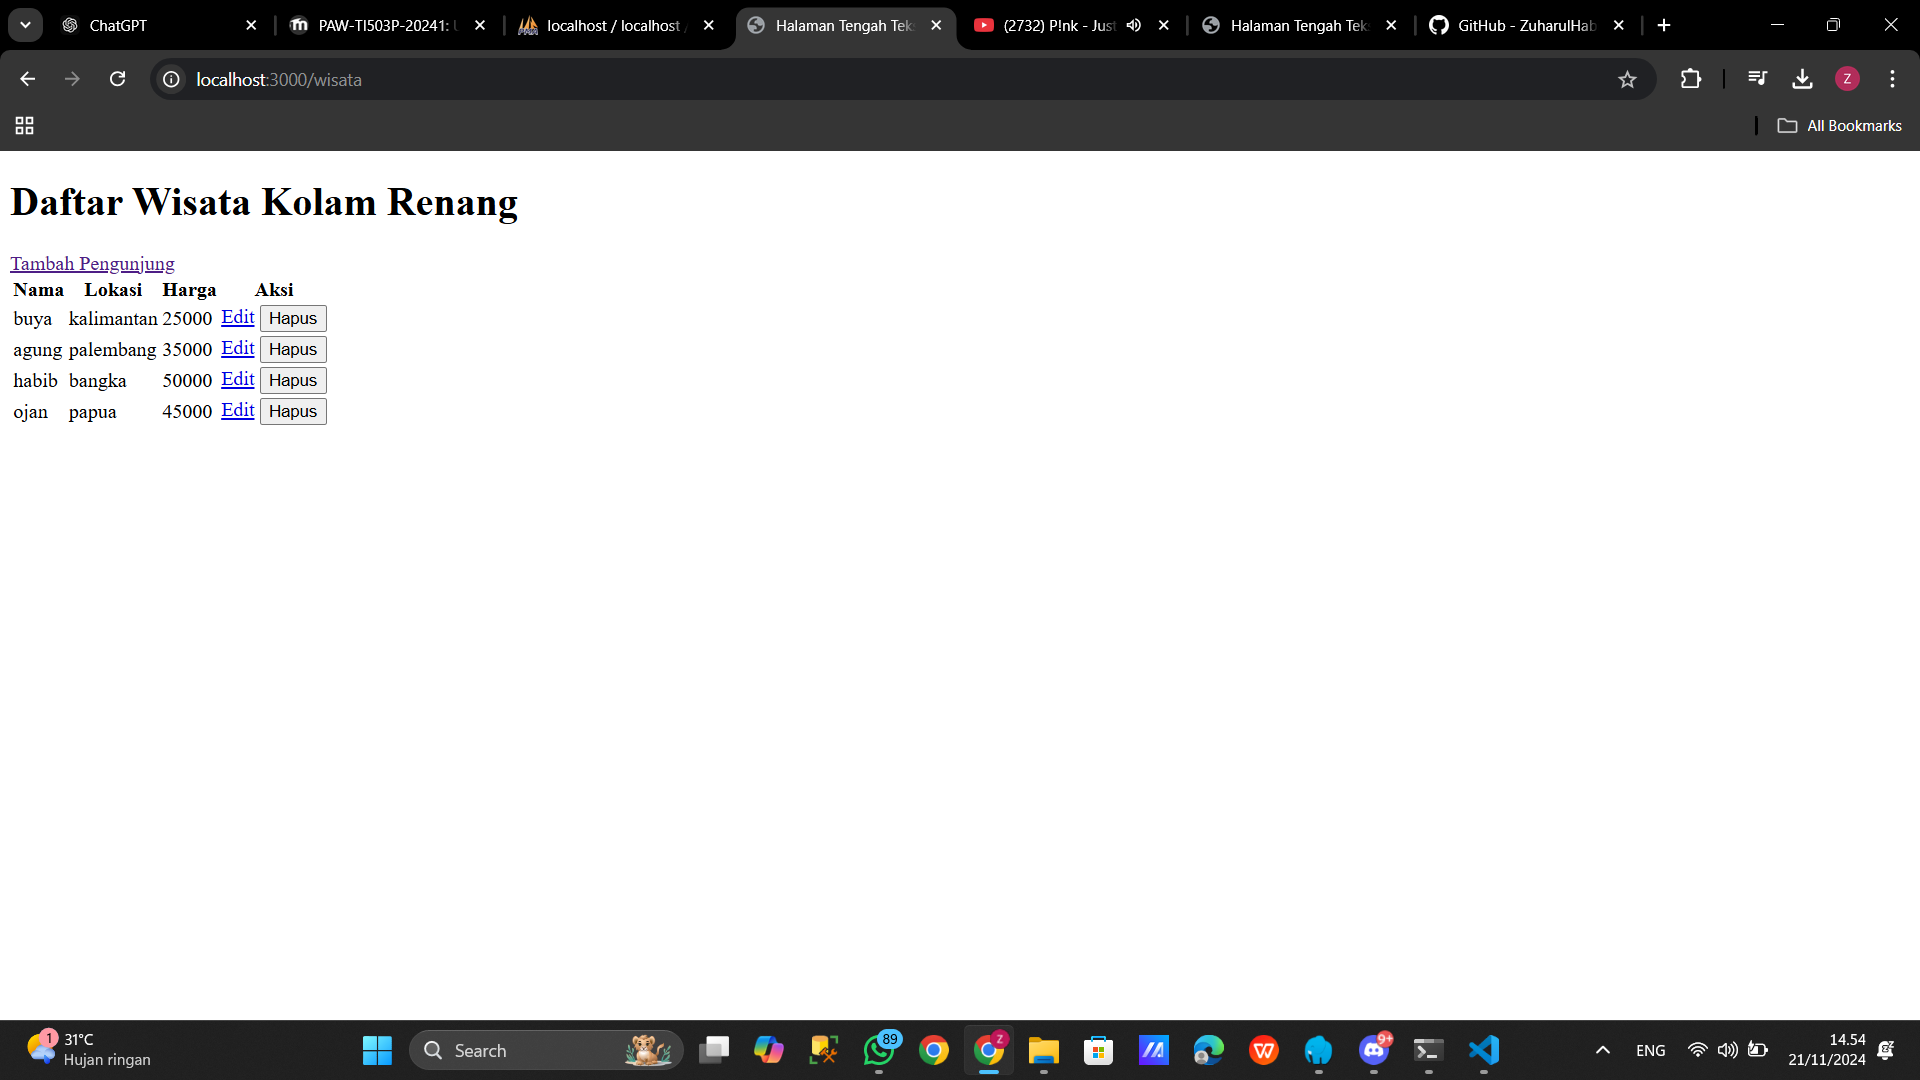 ChatGPT
PAW-TI503P-20241: U
localhost / localhost /
Halaman Tengah Teks
(2732) P!nk - Just
Halaman Tengah Teks
GitHub - ZuharulHab
localhost:3000/wisata
Z
All Bookmarks
Daftar Wisata Kolam Renang
Tambah Pengunjung
Nama Lokasi Harga Aksi
buya kalimantan 25000 Edit Hapus
agung palembang 35000 Edit Hapus
habib bangka 50000 Edit Hapus
ojan papua 45000 Edit Hapus
1
31°C
Hujan ringan
Search
89
Z
9+
ENG
14.54
21/11/2024